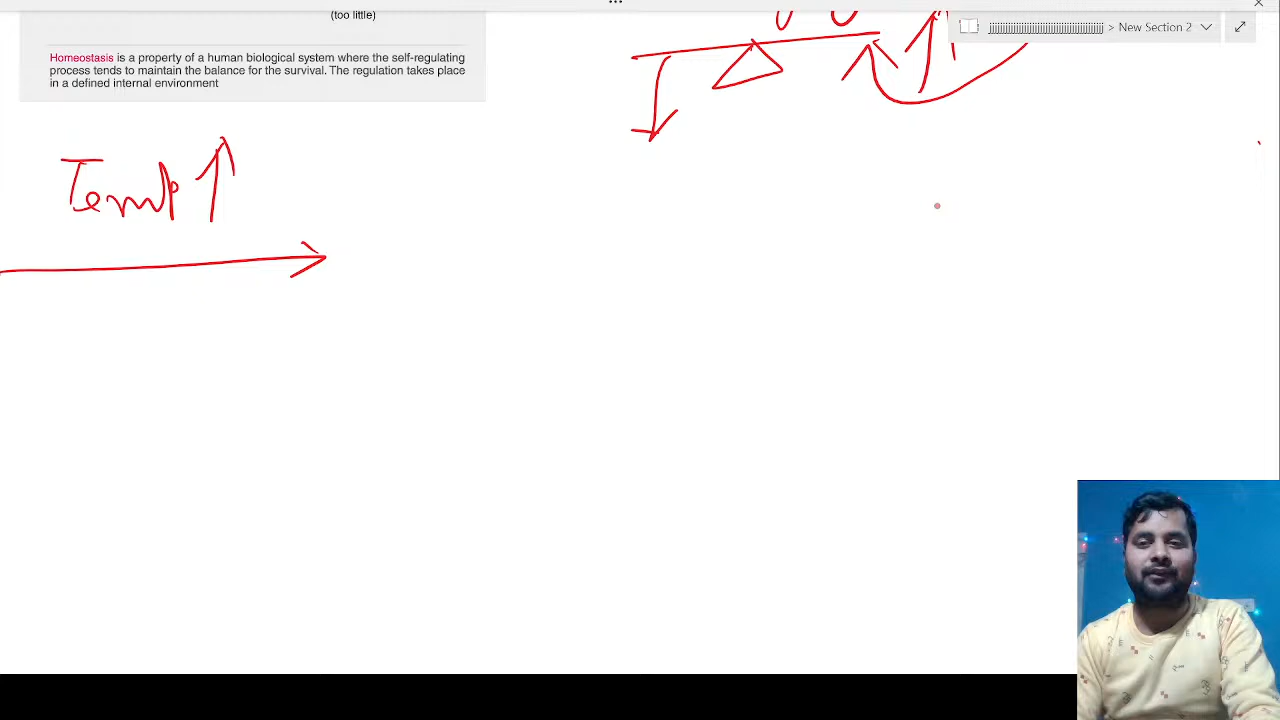 (too little)
jjjjjjjjjjjjjjjjjjjjjjjjjjjjjjjjjjjjjj > New Section 2
Homeostasis is a property of a human biological system where the self-regulating
process tends to maintain the balance for the survival. The regulation takes place
in a defined internal environment
Temp ↑